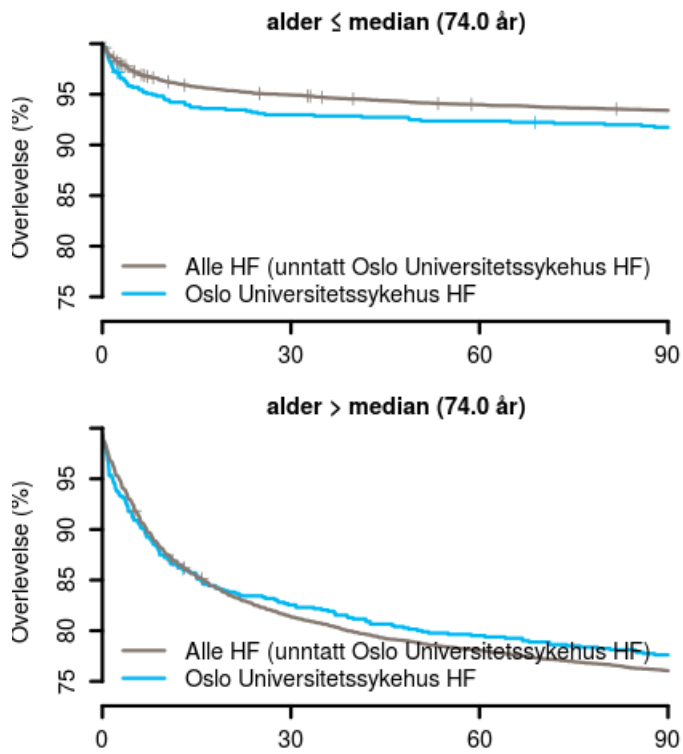 alder ≤ median (74.0 år)
Overlevelse (%)
95
90
85
80
75
Alle HF (unntatt Oslo Universitetssykehus HF)
Oslo Universitetssykehus HF
0 30 60 90
alder > median (74.0 år)
Overlevelse (%)
95
90
85
80
75
Alle HF (unntatt Oslo Universitetssykehus HF)
Oslo Universitetssykehus HF
0 30 60 90